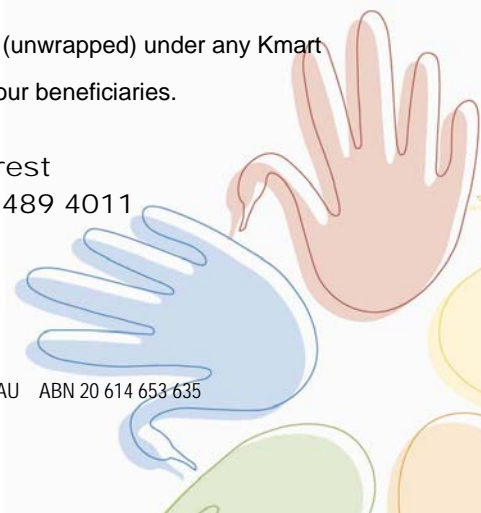 (unwrapped) under any Kmart
our beneficiaries.
rest
489 4011
AU ABN 20 614 653 635